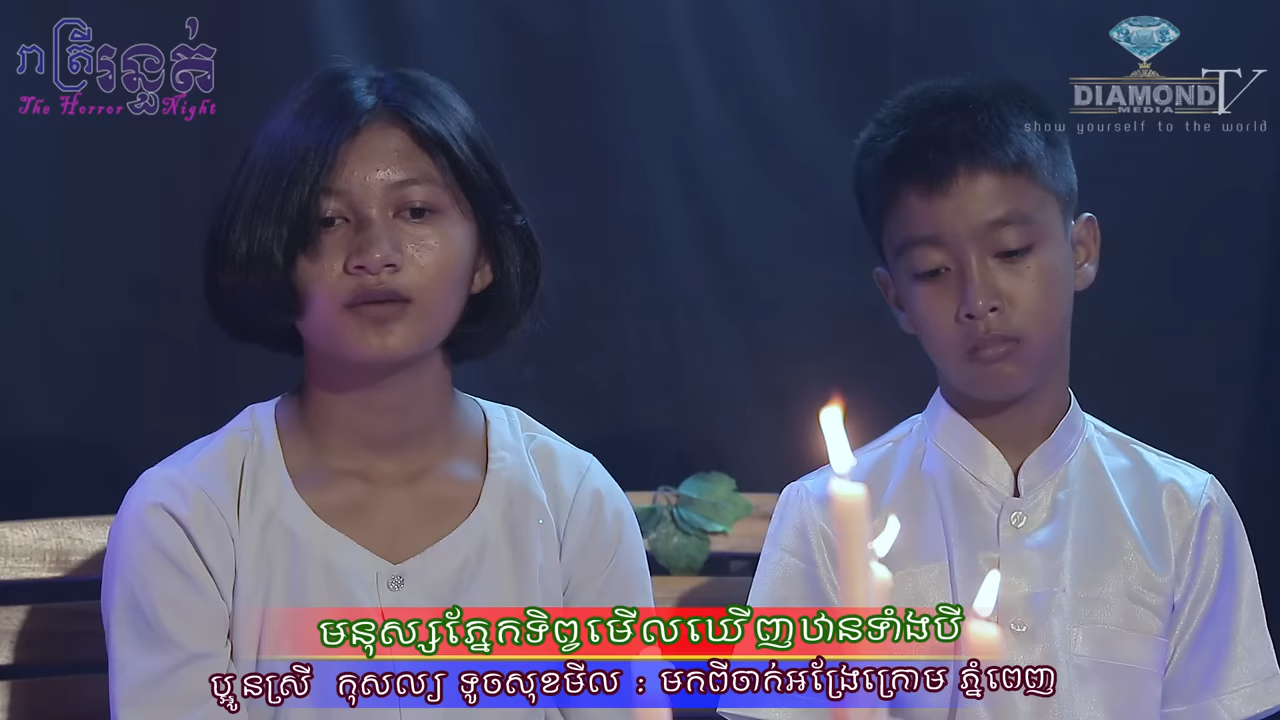 រាត្រីរន្ធត់
The Horror Night
DIAMOND TV
MEDIA
show yourself to the world
មនុស្សភ្នែកទិព្វមើលឃើញឋានទាំងបី
ប្អូនស្រី កុសល្យ ទូចសុខមីល : មកពីចាក់អង្រែក្រោម ភ្នំពេញ